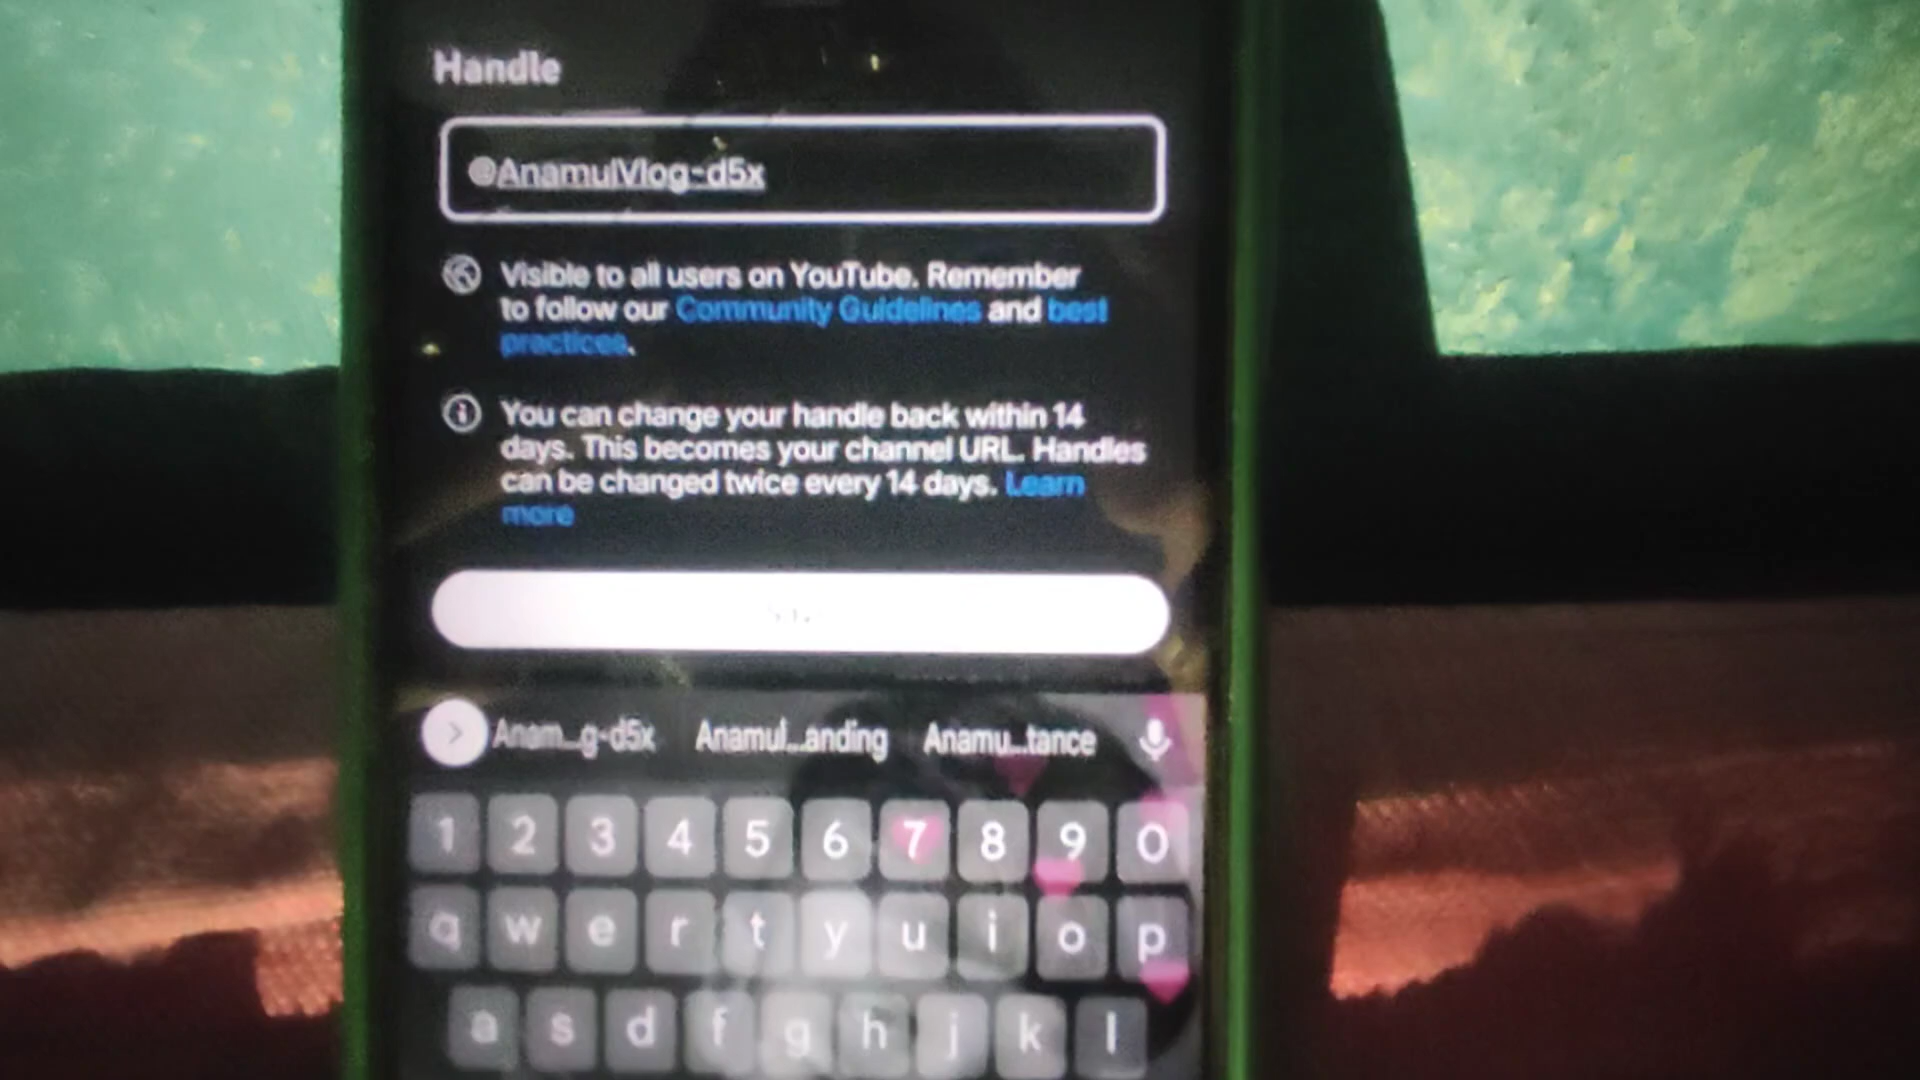 Handle
@AnamulVlog-d5x
Visible to all users on YouTube. Remember
to follow our Community Guidelines and best
practices.
You can change your handle back within 14
days. This becomes your channel URL. Handles
can be changed twice every 14 days. Learn
more
Anam...g-d5x Anamul...anding Anamu...tance
1 2 3 4 5 6 7 8 9 0
q w e r t y u i o p
a s d f g h j k l